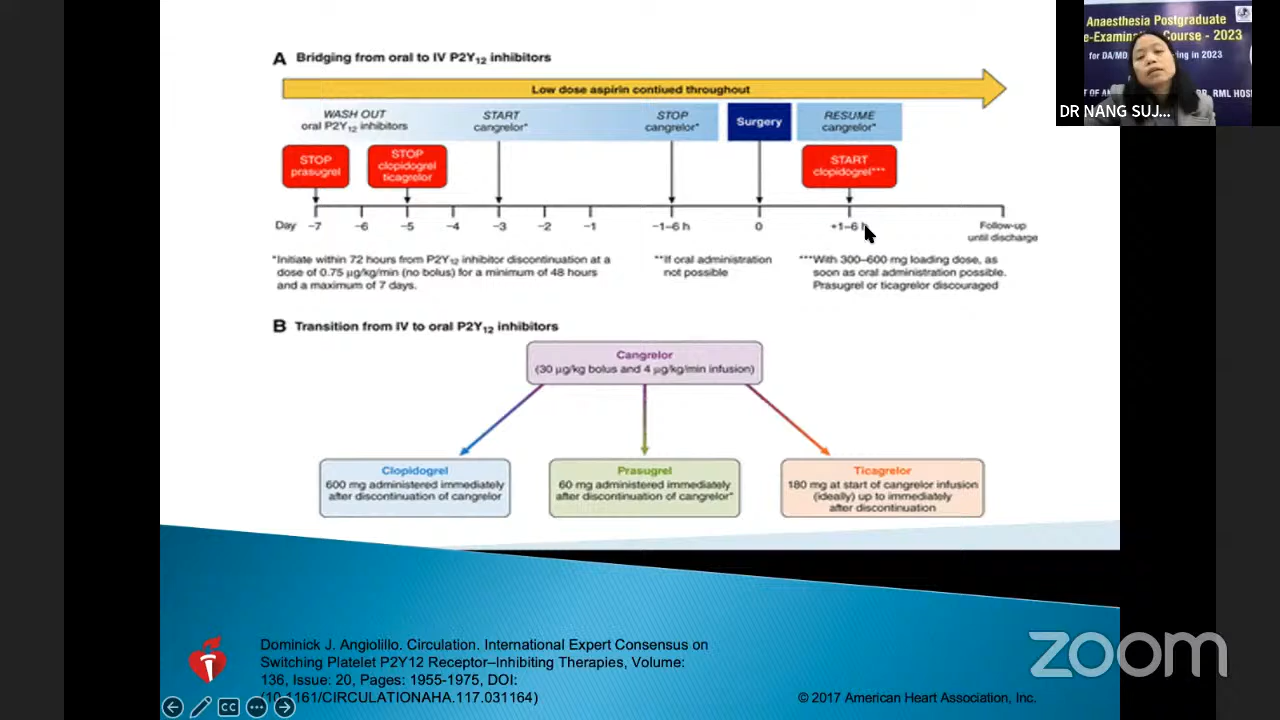 A Bridging from oral to IV P2Y12 inhibitors
Low dose aspirin contiued throughout
WASH OUT
oral P2Y12 inhibitors
START
cangrelor*
STOP
cangrelor*
Surgery
RESUME
cangrelor*
STOP
prasugrel
STOP
clopidogrel
ticagrelor
START
clopidogrel***
Day -7 -6 -5 -4 -3 -2 -1 -1-6 h 0 +1-6 h
Follow-up
until discharge
*Initiate within 72 hours from P2Y12 inhibitor discontinuation at a
dose of 0.75 µg/kg/min (no bolus) for a minimum of 48 hours
and a maximum of 7 days.
**If oral administration
not possible
***With 300–600 mg loading dose, as
soon as oral administration possible.
Prasugrel or ticagrelor discouraged
B Transition from IV to oral P2Y12 inhibitors
Cangrelor
(30 µg/kg bolus and 4 µg/kg/min infusion)
Clopidogrel
600 mg administered immediately
after discontinuation of cangrelor
Prasugrel
60 mg administered immediately
after discontinuation of cangrelor*
Ticagrelor
180 mg at start of cangrelor infusion
(ideally) up to immediately
after discontinuation
Dominick J. Angiolillo. Circulation. International Expert Consensus on
Switching Platelet P2Y12 Receptor–Inhibiting Therapies, Volume:
136, Issue: 20, Pages: 1955-1975, DOI:
(10.1161/CIRCULATIONAHA.117.031164)
© 2017 American Heart Association, Inc.
CC
zoom
Anaesthesia Postgraduate
Course - 2023
for DA/MD
in 2023
RML
DR NANG SUJ...